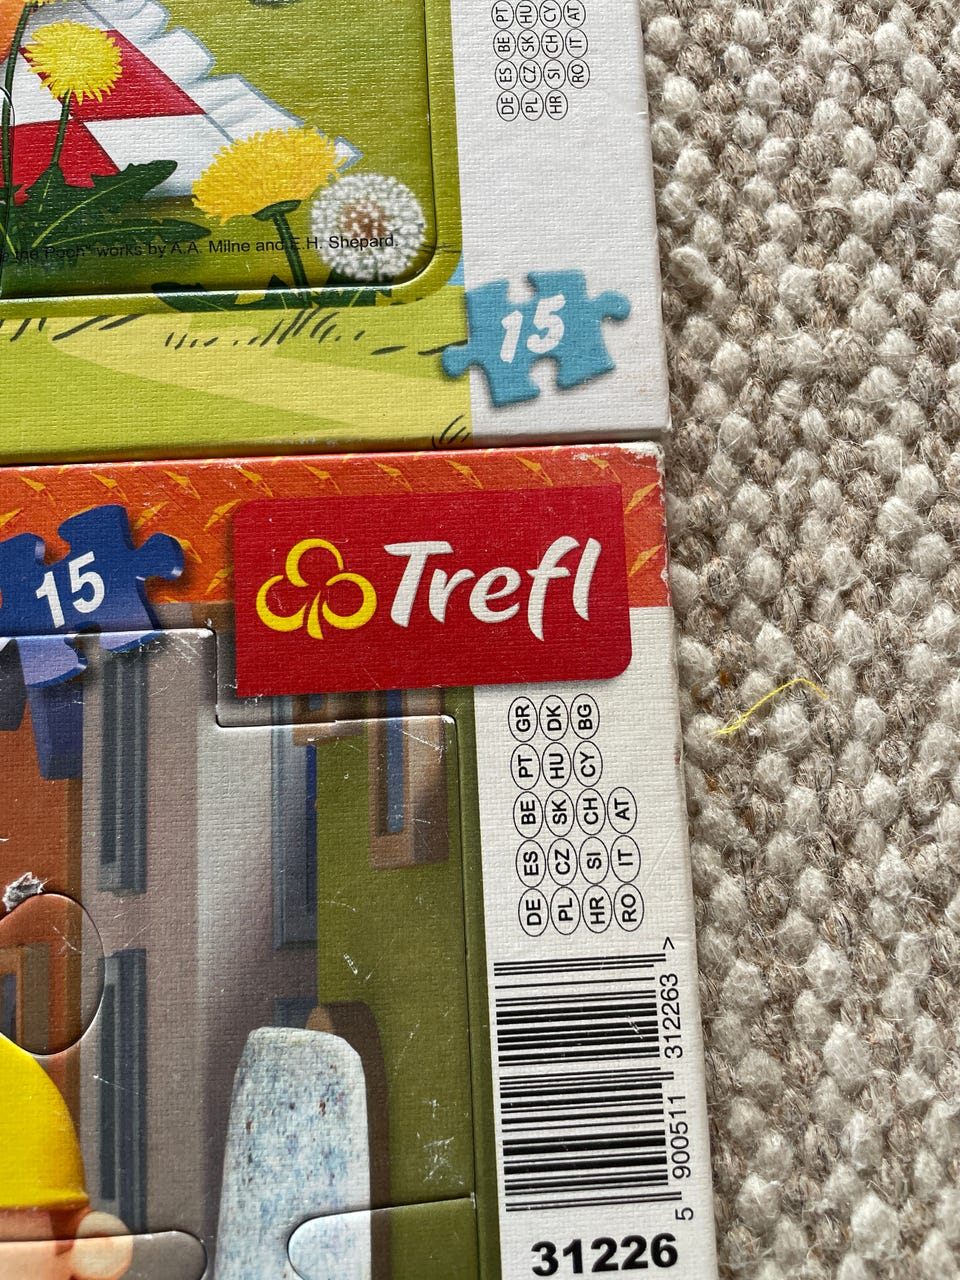 DE ES BE PT
PL CZ SK HU
HR SI CH CY
RO IT AT
the Pooh" works by A.A. Milne and E.H. Shepard.
15
15
Trefl
DE ES BE PT GR
PL CZ SK HU DK
HR SI CH CY BG
RO IT AT
5 900511 312263 >
31226